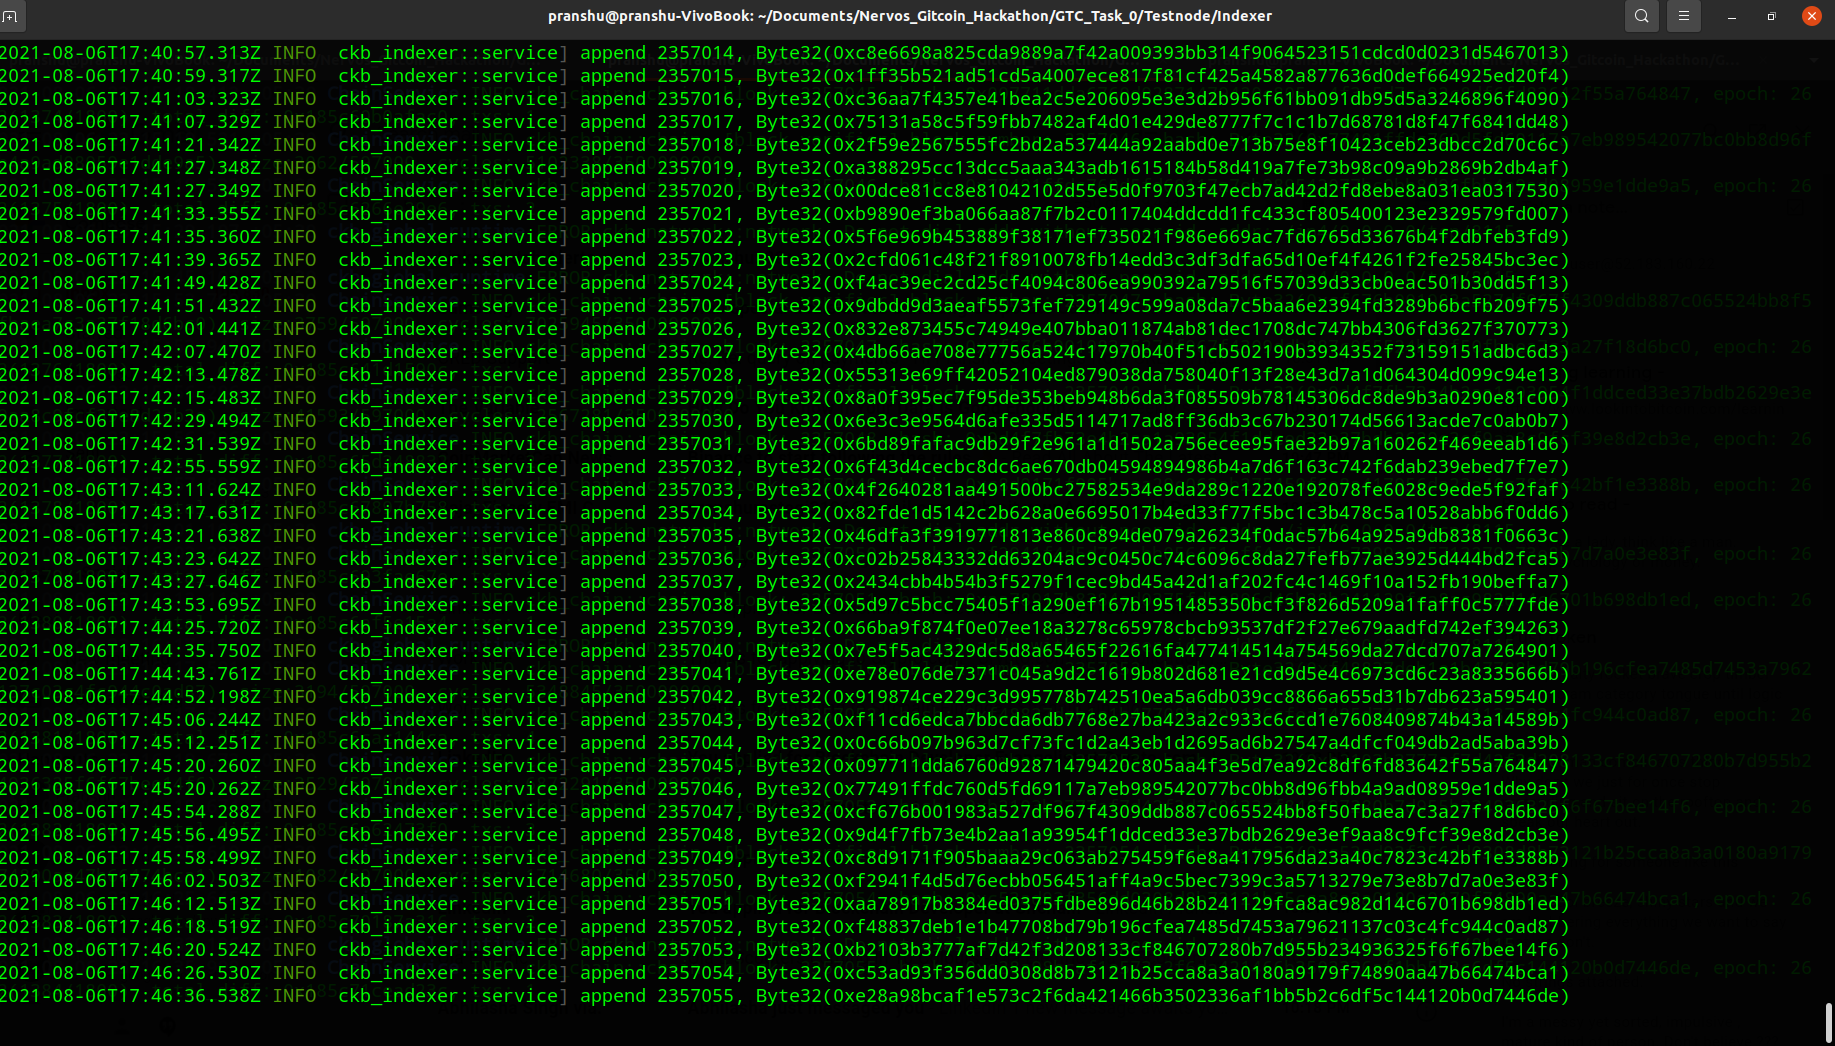 pranshu@pranshu-VivoBook: ~/Documents/Nervos_Gitcoin_Hackathon/GTC_Task_0/Testnode/Indexer
2021-08-06T17:40:57.313Z INFO ckb_indexer::service] append 2357014, Byte32(0xc8e6698a825cda9889a7f42a009393bb314f9064523151cdcd0d0231d5467013)
2021-08-06T17:40:59.317Z INFO ckb_indexer::service] append 2357015, Byte32(0x1ff35b521ad51cd5a4007ece817f81cf425a4582a877636d0def664925ed20f4)
2021-08-06T17:41:03.323Z INFO ckb_indexer::service] append 2357016, Byte32(0xc36aa7f4357e41bea2c5e206095e3e3d2b956f61bb091db95d5a3246896f4090)
2021-08-06T17:41:07.329Z INFO ckb_indexer::service] append 2357017, Byte32(0x75131a58c5f59fbb7482af4d01e429de8777f7c1c1b7d68781d8f47f6841dd48)
2021-08-06T17:41:21.342Z INFO ckb_indexer::service] append 2357018, Byte32(0x2f59e2567555fc2bd2a537444a92aabd0e713b75e8f10423ceb23dbcc2d70c6c)
2021-08-06T17:41:27.348Z INFO ckb_indexer::service] append 2357019, Byte32(0xa388295cc13dcc5aaa343adb1615184b58d419a7fe73b98c09a9b2869b2db4af)
2021-08-06T17:41:27.349Z INFO ckb_indexer::service] append 2357020, Byte32(0x00dce81cc8e81042102d55e5d0f9703f47ecb7ad42d2fd8ebe8a031ea0317530)
2021-08-06T17:41:33.355Z INFO ckb_indexer::service] append 2357021, Byte32(0xb9890ef3ba066aa87f7b2c0117404ddcdd1fc433cf805400123e2329579fd007)
2021-08-06T17:41:35.360Z INFO ckb_indexer::service] append 2357022, Byte32(0x5f6e969b453889f38171ef735021f986e669ac7fd6765d33676b4f2dbfeb3fd9)
2021-08-06T17:41:39.365Z INFO ckb_indexer::service] append 2357023, Byte32(0x2cfd061c48f21f8910078fb14edd3c3df3dfa65d10ef4f4261f2fe25845bc3ec)
2021-08-06T17:41:49.428Z INFO ckb_indexer::service] append 2357024, Byte32(0xf4ac39ec2cd25cf4094c806ea990392a79516f57039d33cb0eac501b30dd5f13)
2021-08-06T17:41:51.432Z INFO ckb_indexer::service] append 2357025, Byte32(0x9dbdd9d3aeaf5573fef729149c599a08da7c5baa6e2394fd3289b6bcfb209f75)
2021-08-06T17:42:01.441Z INFO ckb_indexer::service] append 2357026, Byte32(0x832e873455c74949e407bba011874ab81dec1708dc747bb4306fd3627f370773)
2021-08-06T17:42:07.470Z INFO ckb_indexer::service] append 2357027, Byte32(0x4db66ae708e77756a524c17970b40f51cb502190b3934352f73159151adbc6d3)
2021-08-06T17:42:13.478Z INFO ckb_indexer::service] append 2357028, Byte32(0x55313e69ff42052104ed879038da758040f13f28e43d7a1d064304d099c94e13)
2021-08-06T17:42:15.483Z INFO ckb_indexer::service] append 2357029, Byte32(0x8a0f395ec7f95de353beb948b6da3f085509b78145306dc8de9b3a0290e81c00)
2021-08-06T17:42:29.494Z INFO ckb_indexer::service] append 2357030, Byte32(0x6e3c3e9564d6afe335d5114717ad8ff36db3c67b230174d56613acde7c0ab0b7)
2021-08-06T17:42:31.539Z INFO ckb_indexer::service] append 2357031, Byte32(0x6bd89fafac9db29f2e961a1d1502a756ecee95fae32b97a160262f469eeab1d6)
2021-08-06T17:42:55.559Z INFO ckb_indexer::service] append 2357032, Byte32(0x6f43d4cecbc8dc6ae670db04594894986b4a7d6f163c742f6dab239ebed7f7e7)
2021-08-06T17:43:11.624Z INFO ckb_indexer::service] append 2357033, Byte32(0x4f2640281aa491500bc27582534e9da289c1220e192078fe6028c9ede5f92faf)
2021-08-06T17:43:17.631Z INFO ckb_indexer::service] append 2357034, Byte32(0x82fde1d5142c2b628a0e6695017b4ed33f77f5bc1c3b478c5a10528abb6f0dd6)
2021-08-06T17:43:21.638Z INFO ckb_indexer::service] append 2357035, Byte32(0x46dfa3f3919771813e860c894de079a26234f0dac57b64a925a9db8381f0663c)
2021-08-06T17:43:23.642Z INFO ckb_indexer::service] append 2357036, Byte32(0xc02b25843332dd63204ac9c0450c74c6096c8da27fefb77ae3925d444bd2fca5)
2021-08-06T17:43:27.646Z INFO ckb_indexer::service] append 2357037, Byte32(0x2434cbb4b54b3f5279f1cec9bd45a42d1af202fc4c1469f10a152fb190beffa7)
2021-08-06T17:43:53.695Z INFO ckb_indexer::service] append 2357038, Byte32(0x5d97c5bcc75405f1a290ef167b1951485350bcf3f826d5209a1faff0c5777fde)
2021-08-06T17:44:25.720Z INFO ckb_indexer::service] append 2357039, Byte32(0x66ba9f874f0e07ee18a3278c65978cbcb93537df2f27e679aadfd742ef394263)
2021-08-06T17:44:35.750Z INFO ckb_indexer::service] append 2357040, Byte32(0x7e5f5ac4329dc5d8a65465f22616fa477414514a754569da27dcd707a7264901)
2021-08-06T17:44:43.761Z INFO ckb_indexer::service] append 2357041, Byte32(0xe78e076de7371c045a9d2c1619b802d681e21cd9d5e4c6973cd6c23a8335666b)
2021-08-06T17:44:52.198Z INFO ckb_indexer::service] append 2357042, Byte32(0x919874ce229c3d995778b742510ea5a6db039cc8866a655d31b7db623a595401)
2021-08-06T17:45:06.244Z INFO ckb_indexer::service] append 2357043, Byte32(0xf11cd6edca7bbcda6db7768e27ba423a2c933c6ccd1e7608409874b43a14589b)
2021-08-06T17:45:12.251Z INFO ckb_indexer::service] append 2357044, Byte32(0x0c66b097b963d7cf73fc1d2a43eb1d2695ad6b27547a4dfcf049db2ad5aba39b)
2021-08-06T17:45:20.260Z INFO ckb_indexer::service] append 2357045, Byte32(0x097711dda6760d92871479420c805aa4f3e5d7ea92c8df6fd83642f55a764847)
2021-08-06T17:45:20.262Z INFO ckb_indexer::service] append 2357046, Byte32(0x77491ffdc760d5fd69117a7eb989542077bc0bb8d96fbb4a9ad08959e1dde9a5)
2021-08-06T17:45:54.288Z INFO ckb_indexer::service] append 2357047, Byte32(0xcf676b001983a527df967f4309ddb887c065524bb8f50fbaea7c3a27f18d6bc0)
2021-08-06T17:45:56.495Z INFO ckb_indexer::service] append 2357048, Byte32(0x9d4f7fb73e4b2aa1a93954f1ddced33e37bdb2629e3ef9aa8c9fcf39e8d2cb3e)
2021-08-06T17:45:58.499Z INFO ckb_indexer::service] append 2357049, Byte32(0xc8d9171f905baaa29c063ab275459f6e8a417956da23a40c7823c42bf1e3388b)
2021-08-06T17:46:02.503Z INFO ckb_indexer::service] append 2357050, Byte32(0xf2941f4d5d76ecbb056451aff4a9c5bec7399c3a5713279e73e8b7d7a0e3e83f)
2021-08-06T17:46:12.513Z INFO ckb_indexer::service] append 2357051, Byte32(0xaa78917b8384ed0375fdbe896d46b28b241129fca8ac982d14c6701b698db1ed)
2021-08-06T17:46:18.519Z INFO ckb_indexer::service] append 2357052, Byte32(0xf48837deb1e1b47708bd79b196cfea7485d7453a79621137c03c4fc944c0ad87)
2021-08-06T17:46:20.524Z INFO ckb_indexer::service] append 2357053, Byte32(0xb2103b3777af7d42f3d208133cf846707280b7d955b234936325f6f67bee14f6)
2021-08-06T17:46:26.530Z INFO ckb_indexer::service] append 2357054, Byte32(0xc53ad93f356dd0308d8b73121b25cca8a3a0180a9179f74890aa47b66474bca1)
2021-08-06T17:46:36.538Z INFO ckb_indexer::service] append 2357055, Byte32(0xe28a98bcaf1e573c2f6da421466b3502336af1bb5b2c6df5c144120b0d7446de)